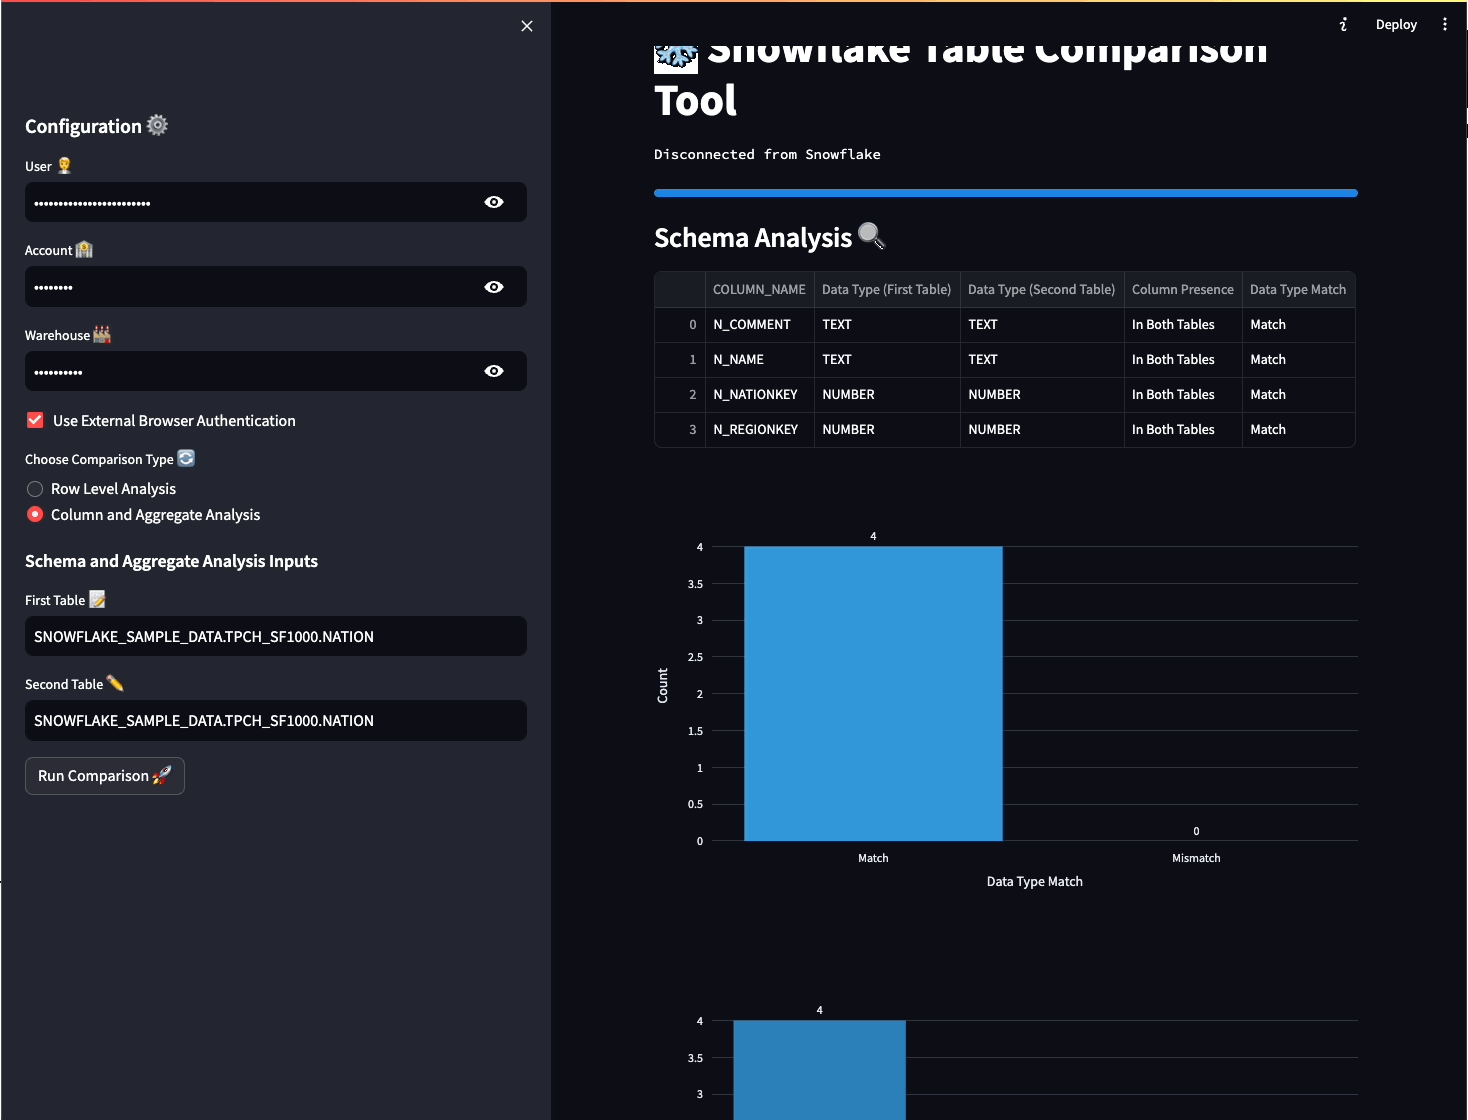 Deploy
Configuration
User
••••••••••••••••••••••••
Account
••••••••
Warehouse
••••••••••
Use External Browser Authentication
Choose Comparison Type
Row Level Analysis
Column and Aggregate Analysis
Schema and Aggregate Analysis Inputs
First Table
SNOWFLAKE_SAMPLE_DATA.TPCH_SF1000.NATION
Second Table
SNOWFLAKE_SAMPLE_DATA.TPCH_SF1000.NATION
Run Comparison
Snowflake Table Comparison
Tool
Disconnected from Snowflake
Schema Analysis
COLUMN_NAME Data Type (First Table) Data Type (Second Table) Column Presence Data Type Match
0 N_COMMENT TEXT TEXT In Both Tables Match
1 N_NAME TEXT TEXT In Both Tables Match
2 N_NATIONKEY NUMBER NUMBER In Both Tables Match
3 N_REGIONKEY NUMBER NUMBER In Both Tables Match
4
4
3.5
3
2.5
2
1.5
1
0.5
0
Count
0
Match Mismatch
Data Type Match
4
4
3.5
3